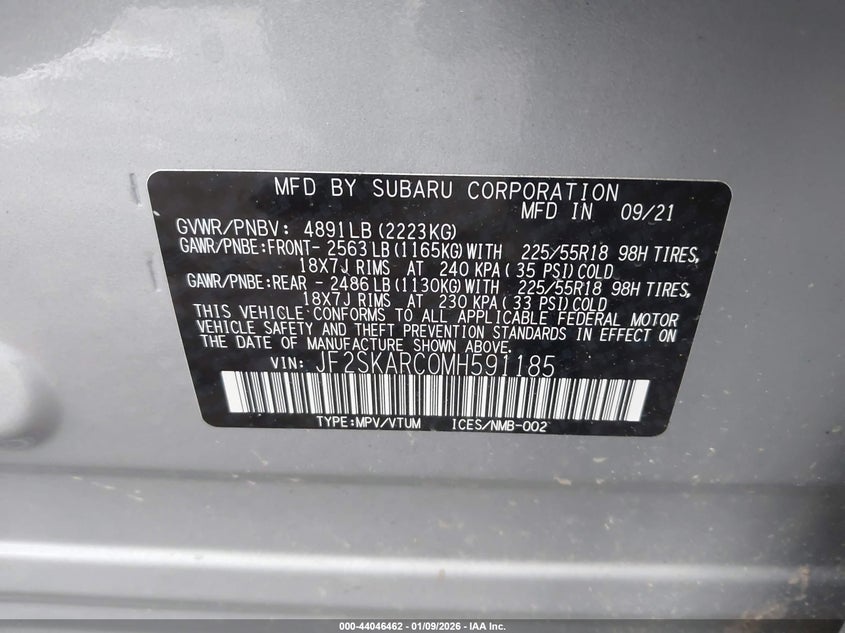 MFD BY SUBARU CORPORATION
MFD IN 09/21
GVWR/PNBV: 4891LB(2223KG)
GAWR/PNBE:FRONT- 2563LB(1165KG)WITH 225/55R18 98H TIRES,
18X7J RIMS AT 240 KPA( 35 PSI)COLD
GAWR/PNBE:REAR - 2486LB(1130KG)WITH 225/55R18 98H TIRES,
18X7J RIMS AT 230 KPA( 33 PSI)COLD
THIS VEHICLE CONFORMS TO ALL APPLICABLE FEDERAL MOTOR
VEHICLE SAFETY AND THEFT PREVENTION STANDARDS IN EFFECT ON
THE DATE OF MANUFACTURE SHOWN ABOVE.
VIN: JF2SKARC0MH591185
TYPE:MPV/VTUM ICES/NMB-002
000-44046462 - 01/09/2026 - IAA Inc.